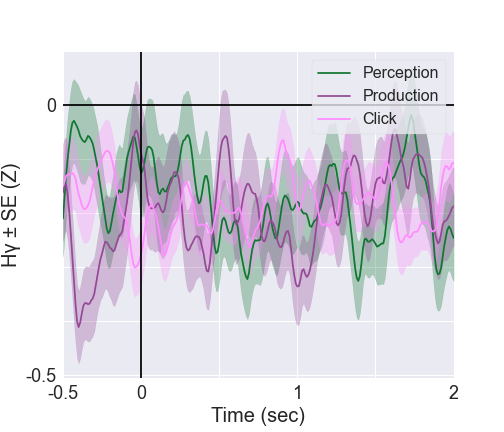 Perception
Production
Click
0
-0.5
Hγ ± SE (Z)
-0.5 0 1 2
Time (sec)